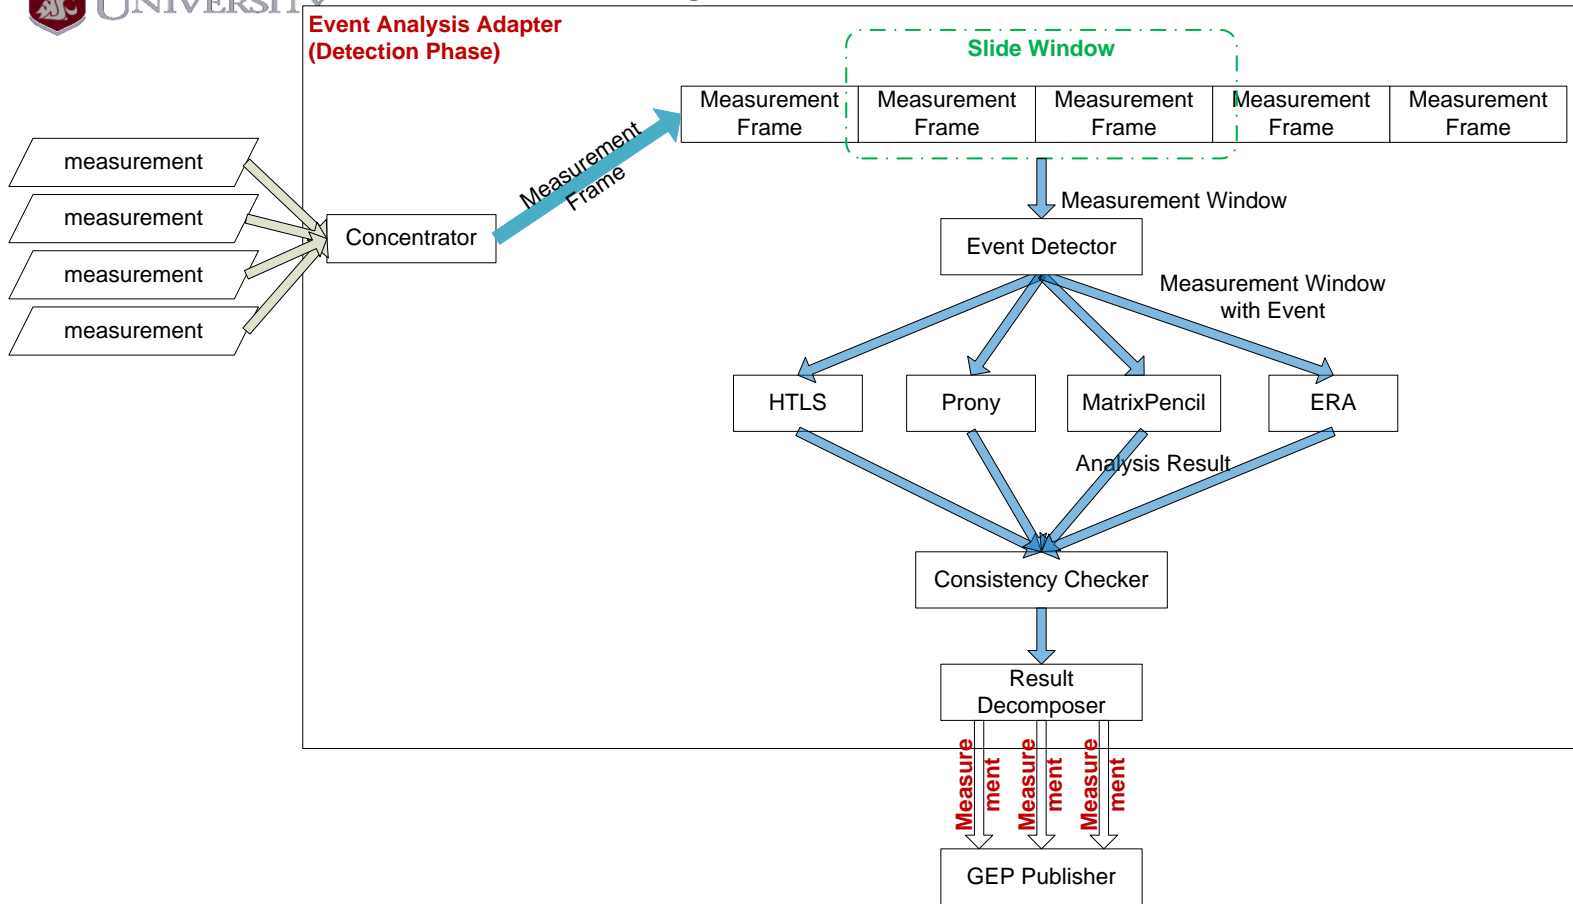 UNIVERSITY
Event Analysis Adapter
(Detection Phase)
Slide Window
Measurement
Frame
Measurement
Frame
Measurement
Frame
Measurement
Frame
Measurement
Frame
measurement
measurement
measurement
measurement
Concentrator
Measurement
Frame
Measurement Window
Event Detector
Measurement Window
with Event
HTLS
Prony
MatrixPencil
ERA
Analysis Result
Consistency Checker
Result
Decomposer
Measure
ment
Measure
ment
Measure
ment
GEP Publisher